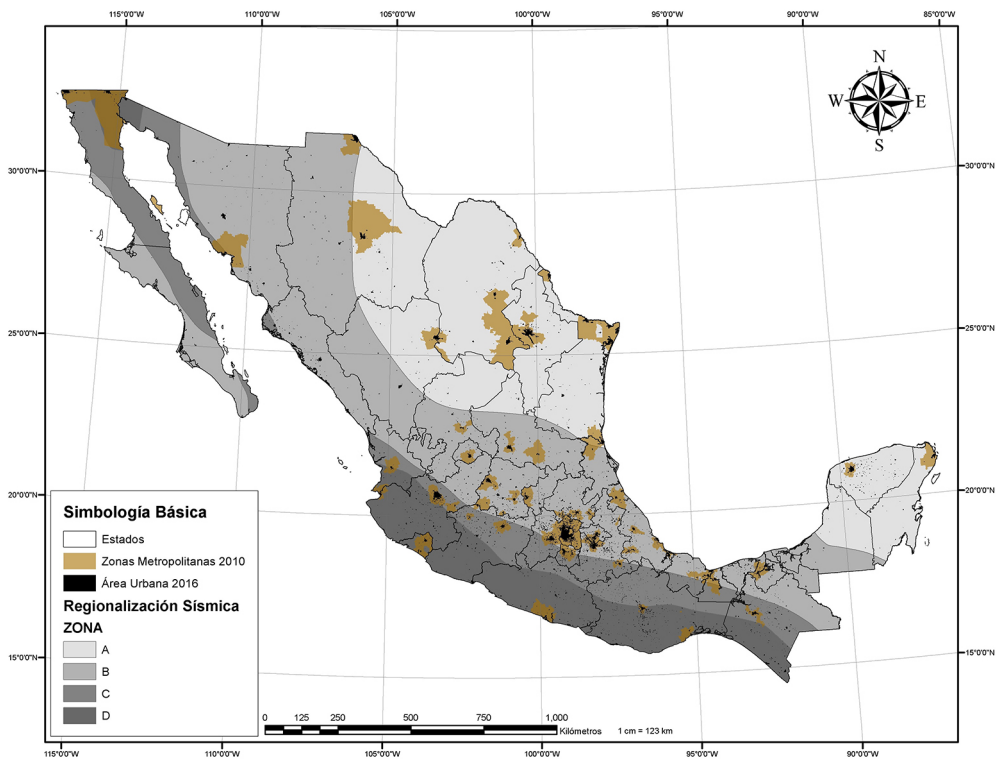 115°0'0"W 110°0'0"W 105°0'0"W 100°0'0"W 95°0'0"W 90°0'0"W 85°0'0"W
N
W E
S
30°0'0"N 30°0'0"N
25°0'0"N 25°0'0"N
20°0'0"N 20°0'0"N
15°0'0"N 15°0'0"N
Simbología Básica
Estados
Zonas Metropolitanas 2010
Área Urbana 2016
Regionalización Sísmica
ZONA
A
B
C
D
0 125 250 500 750 1,000
Kilómetros 1 cm = 123 km
115°0'0"W 110°0'0"W 105°0'0"W 100°0'0"W 95°0'0"W 90°0'0"W